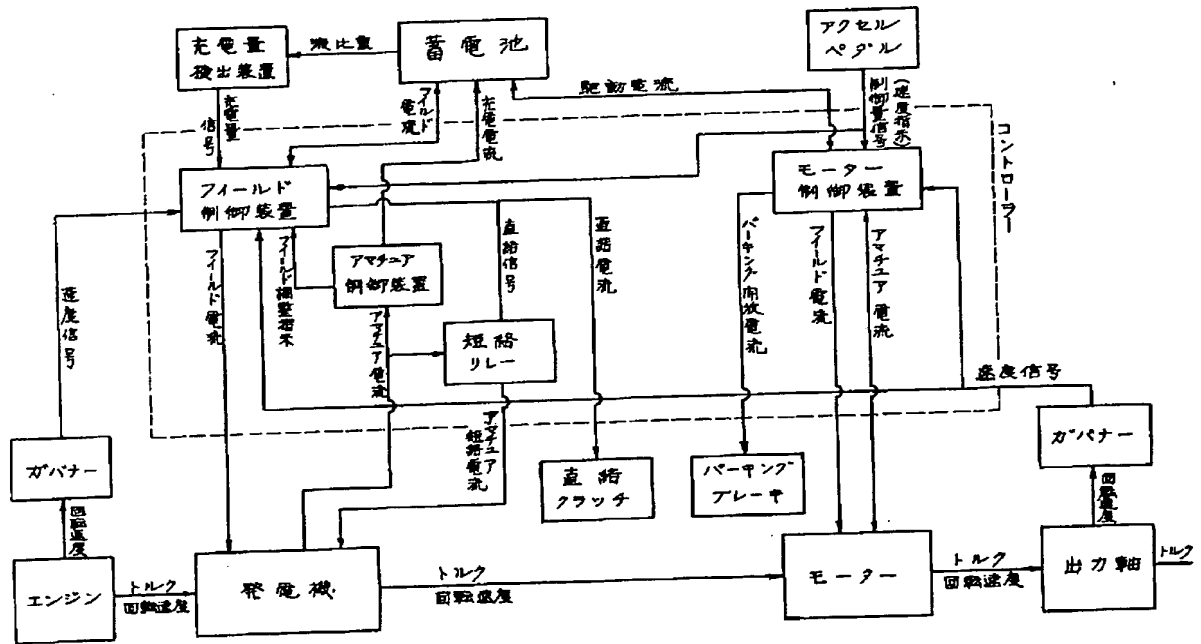 充電量
検出装置
液比重
蓄電池
アクセル
ペダル
充電量
信号
フィールド
電流
充電電流
駆動電流
制御量信号
(速度指示)
コントローラー
フィールド
制御装置
モーター
制御装置
アマチュア
制御装置
直結信号
直結電流
パーキング開放電流
フィールド電流
アマチュア電流
速度信号
フィールド電流
フィールド調整指示
アマチュア電流
短絡
リレー
速度信号
ガバナー
アマチュア
短絡電流
直結
クラッチ
パーキング
ブレーキ
ガバナー
回転速度
回転速度
エンジン
トルク
回転速度
発電機
トルク
回転速度
モーター
トルク
回転速度
出力軸
トルク